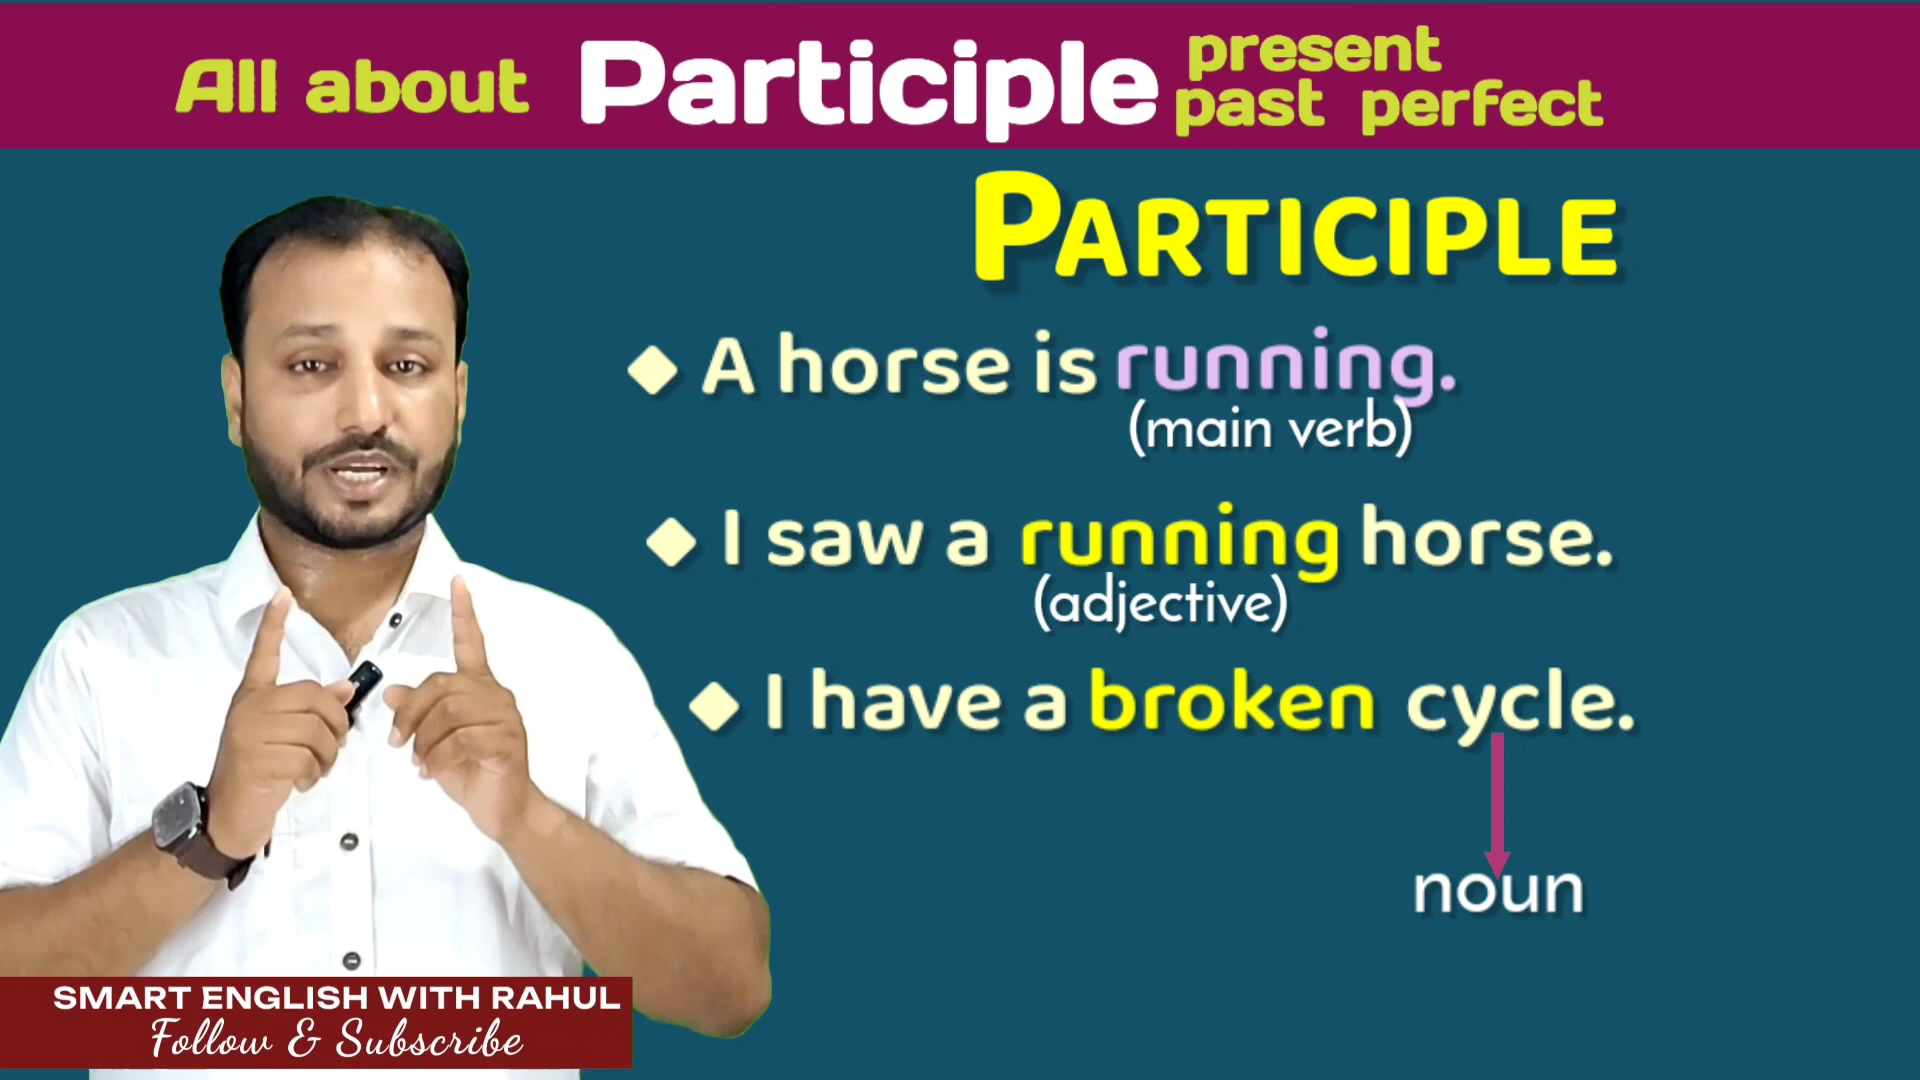 All about Participle present
past perfect
PARTICIPLE
◆ A horse is running.
(main verb)
◆ I saw a running horse.
(adjective)
◆ I have a broken cycle.
noun
SMART ENGLISH WITH RAHUL
Follow & Subscribe